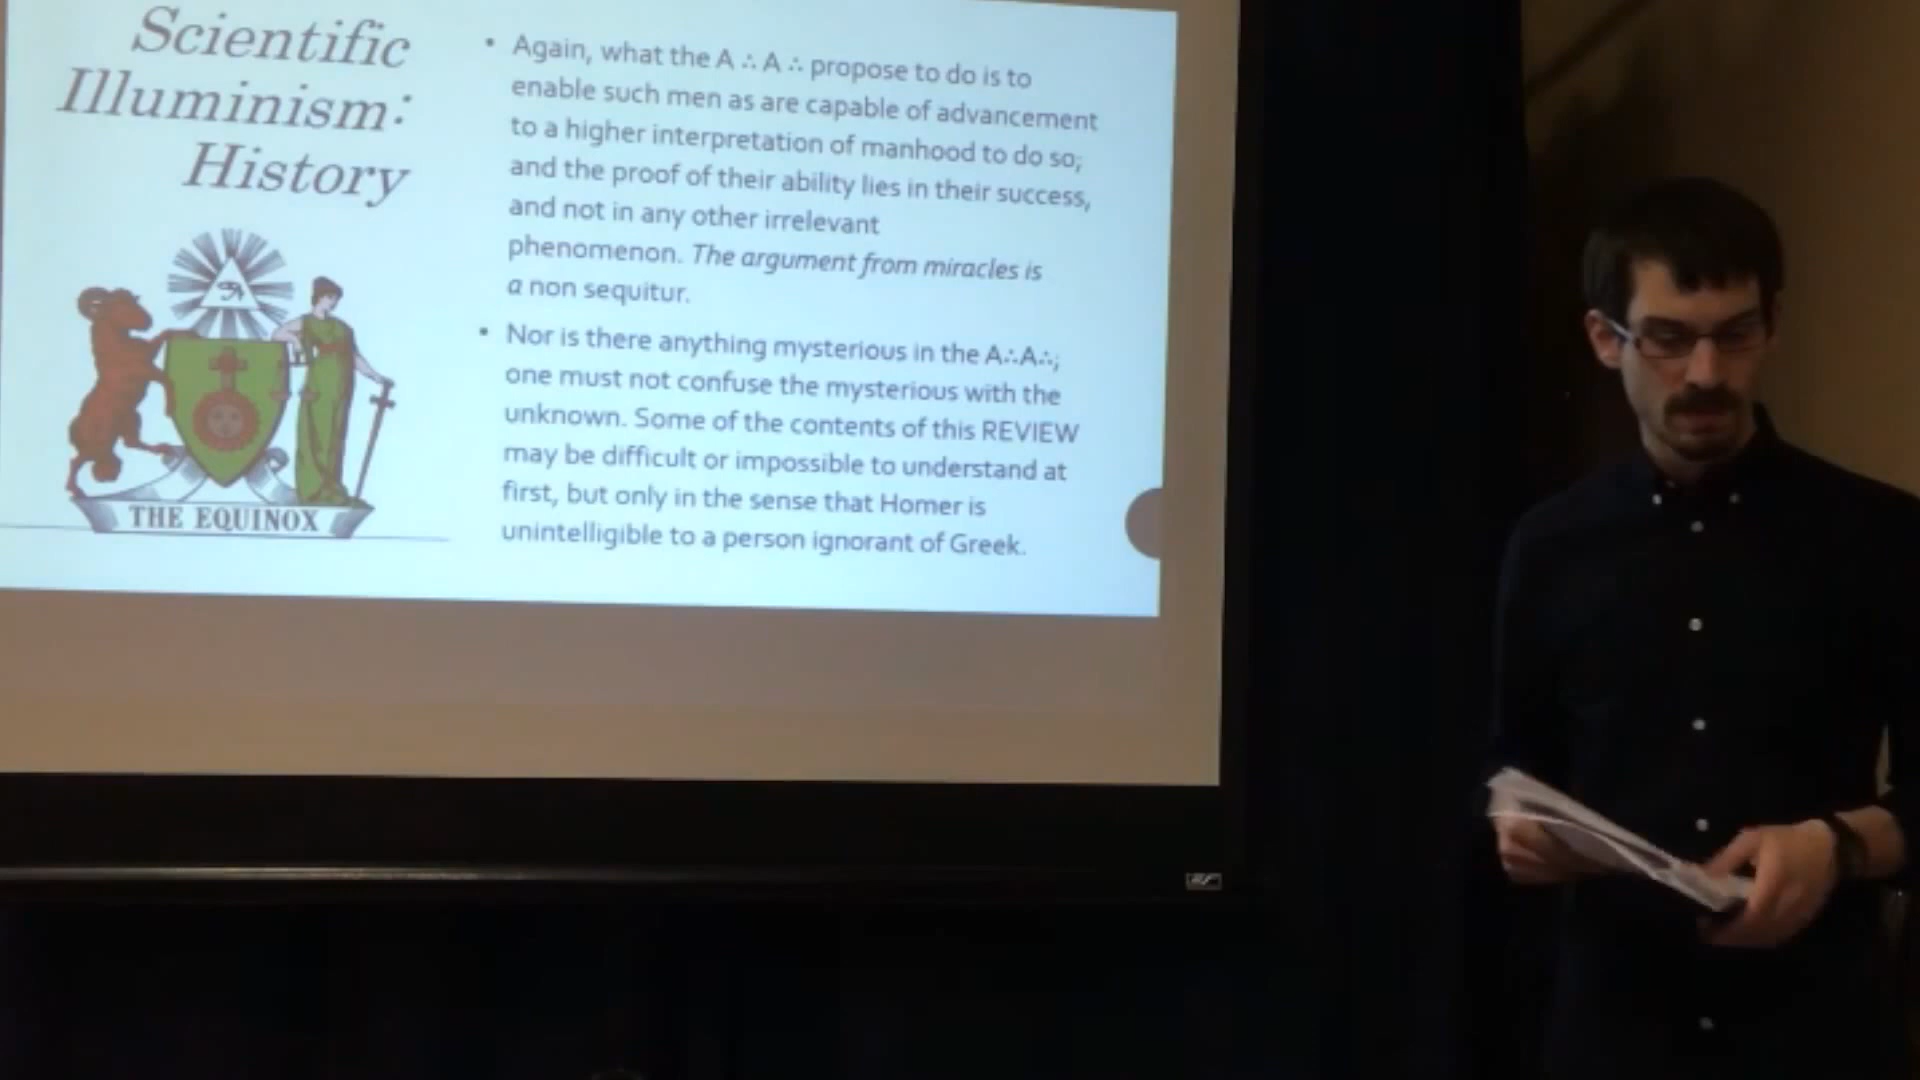 Scientific
Illuminism:
History
THE EQUINOX
• Again, what the A ∴ A ∴ propose to do is to
enable such men as are capable of advancement
to a higher interpretation of manhood to do so;
and the proof of their ability lies in their success,
and not in any other irrelevant
phenomenon. The argument from miracles is
a non sequitur.
• Nor is there anything mysterious in the A∴A∴;
one must not confuse the mysterious with the
unknown. Some of the contents of this REVIEW
may be difficult or impossible to understand at
first, but only in the sense that Homer is
unintelligible to a person ignorant of Greek.